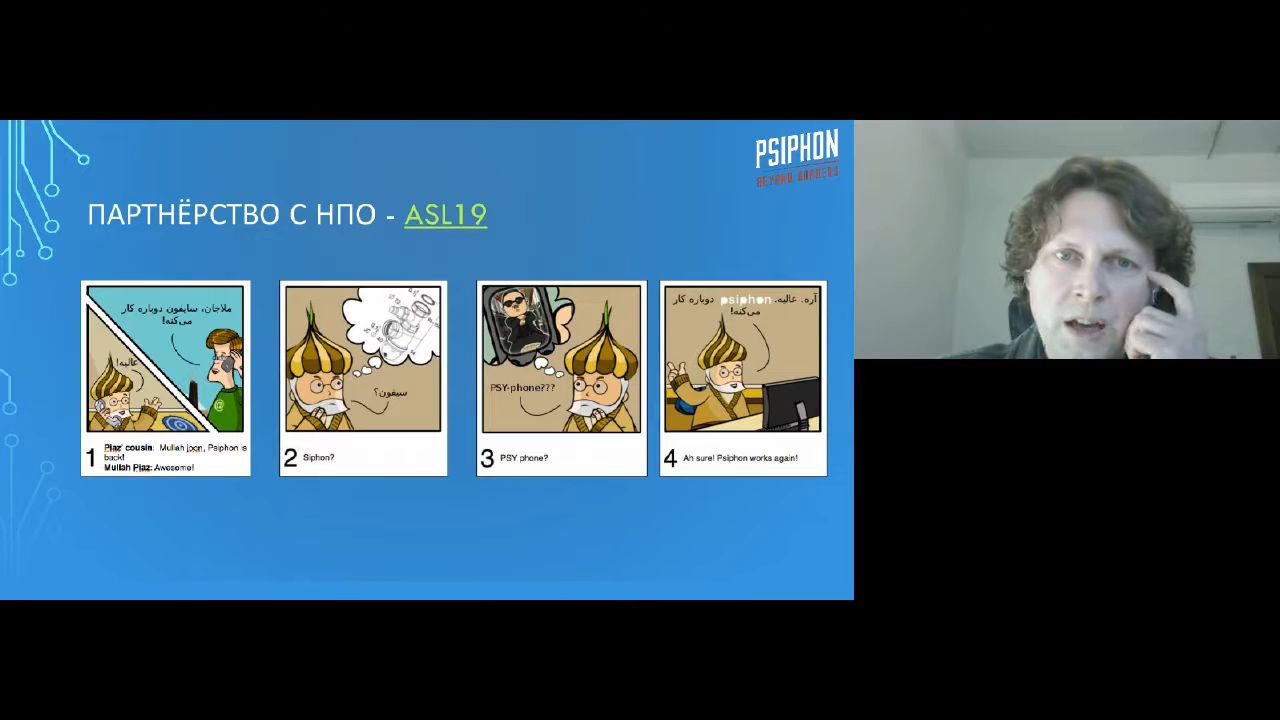 PSIPHON
BEYOND BORDERS
ПАРТНЁРСТВО С НПО - ASL19
ملاجان، سایفون دوباره کار
می‌کنه!
عالیه!
@
1 Piaz' cousin: Mullah joon, Psiphon is
back!
Mullah Piaz: Awesome!
سیفون؟
2 Siphon?
PSY-phone???
3 PSY phone?
آره. عالیه. psiphon دوباره کار
می‌کنه!
4 Ah sure! Psiphon works again!